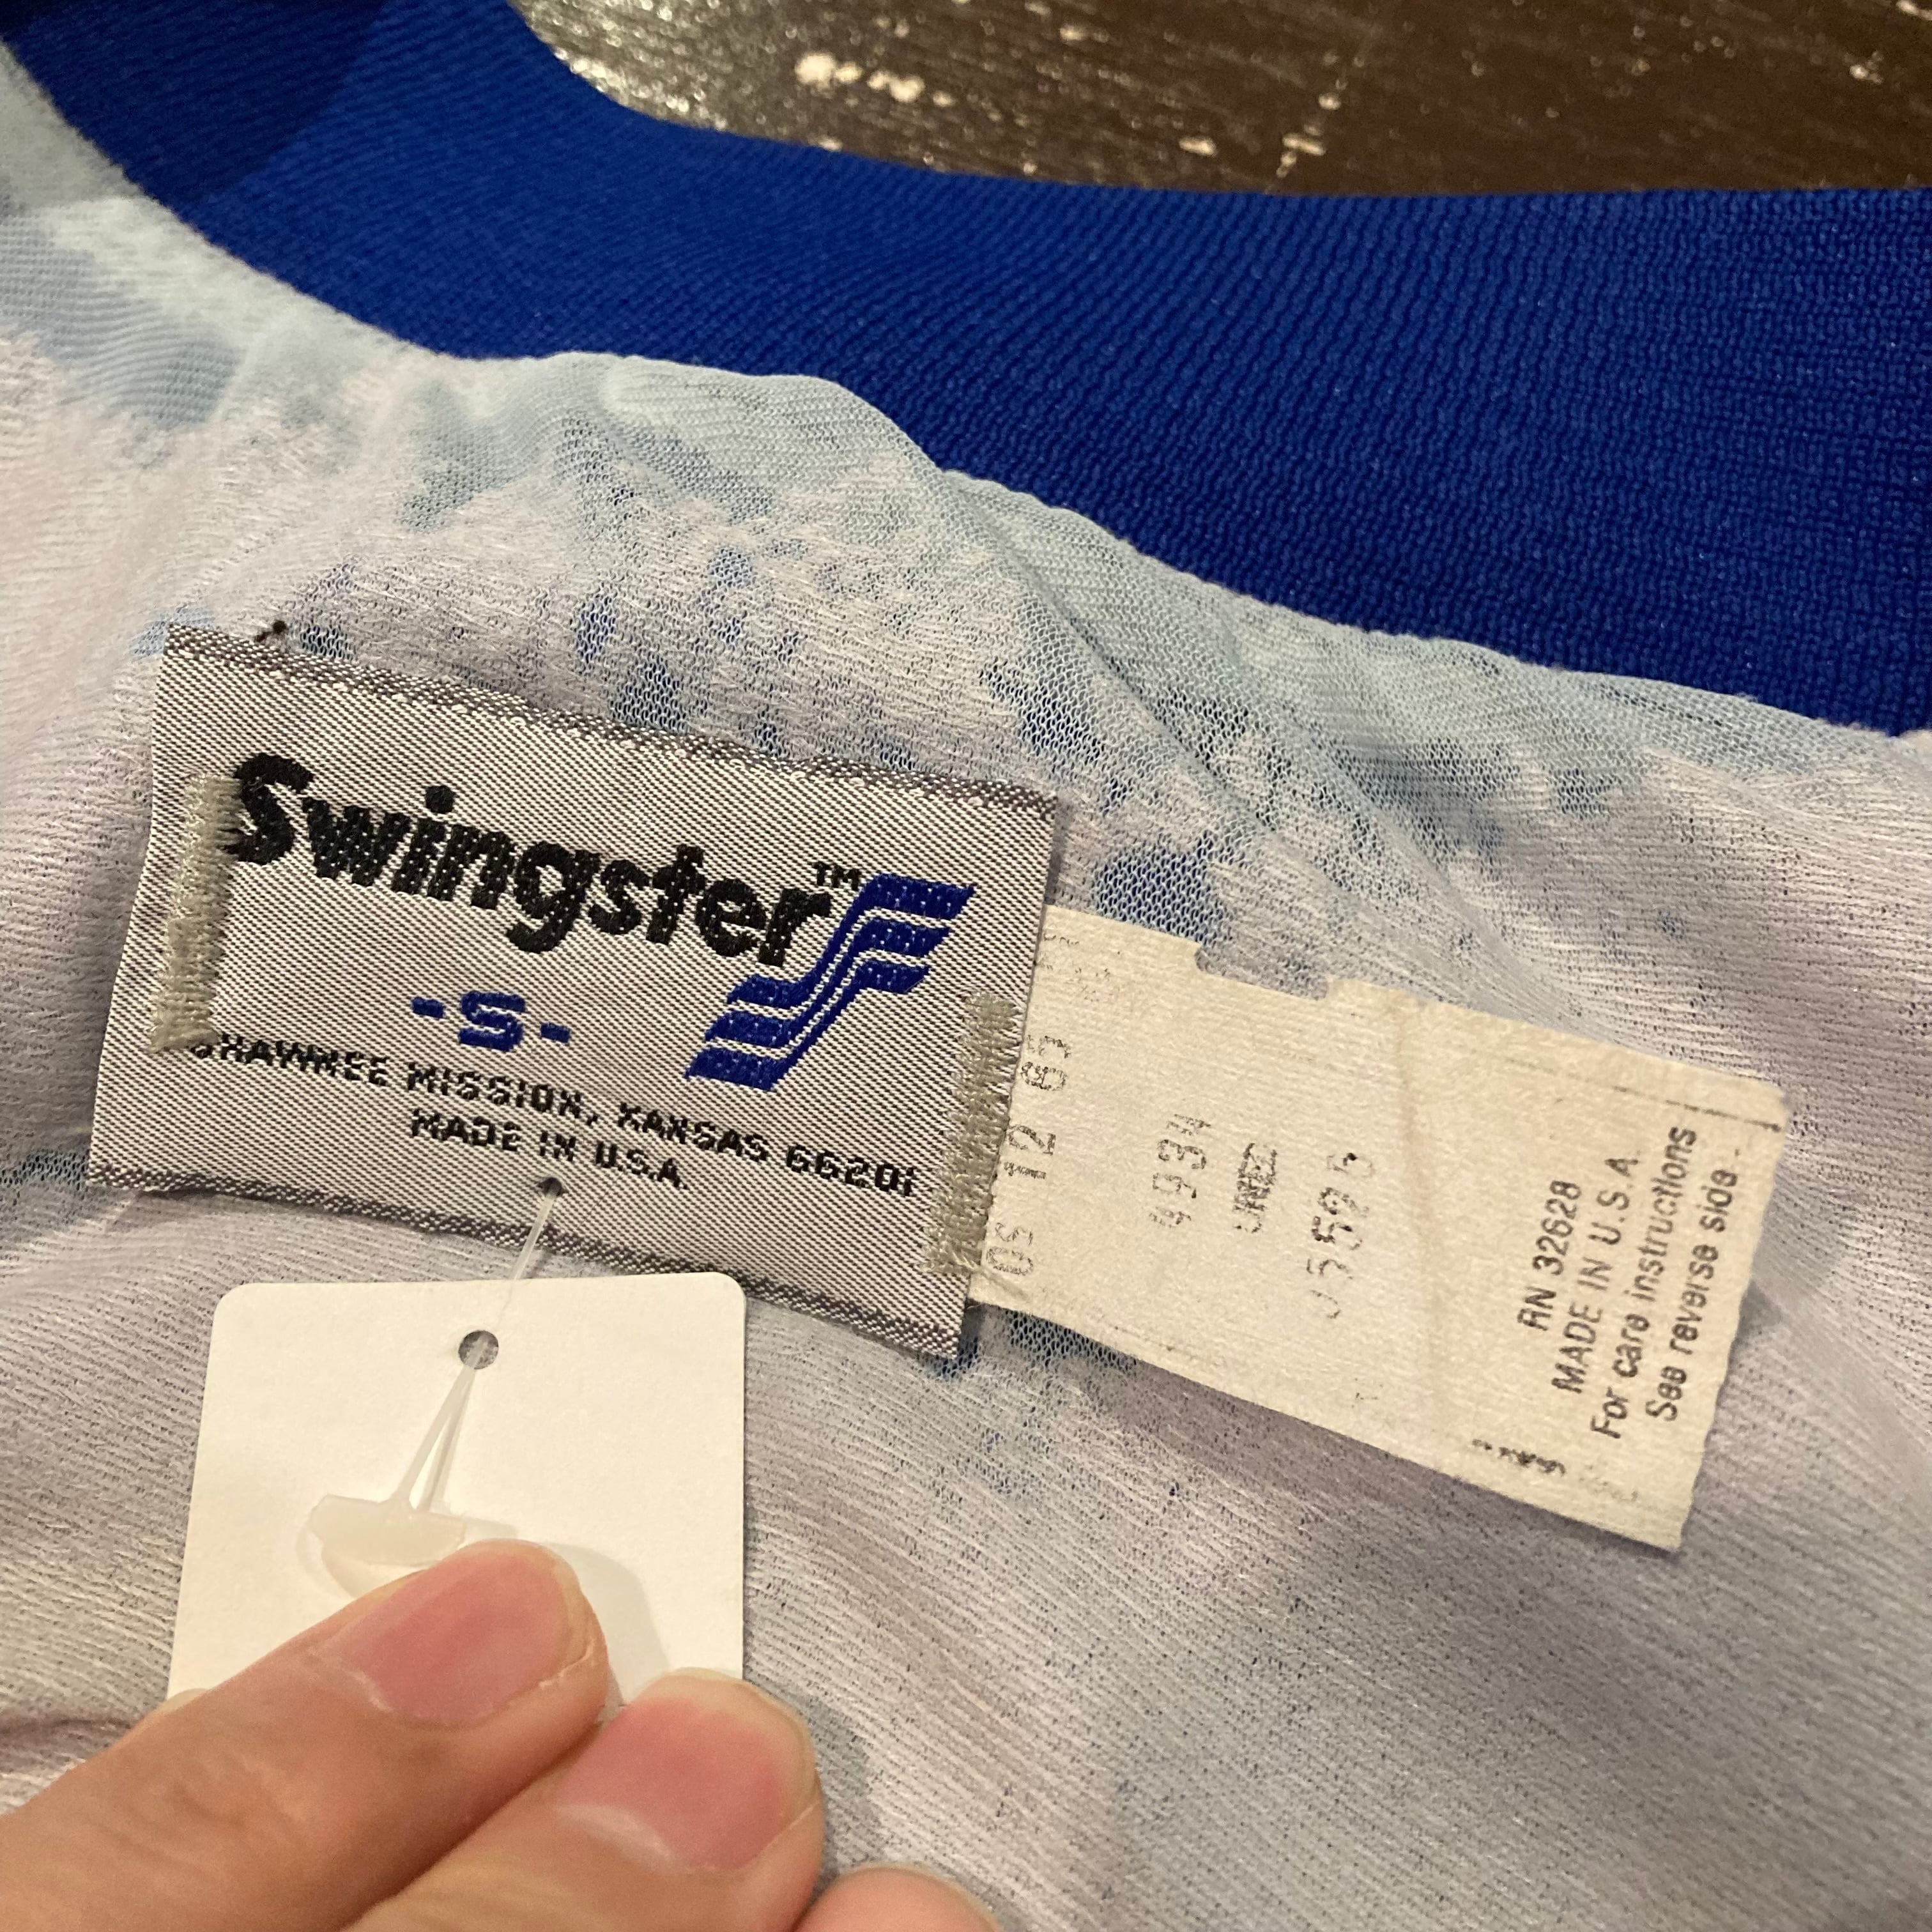 Swingster™
-S-
SHAWNEE MISSION, KANSAS 66201
MADE IN U.S.A.
4934
RN 32628
MADE IN U.S.A.
For care instructions
See reverse side -